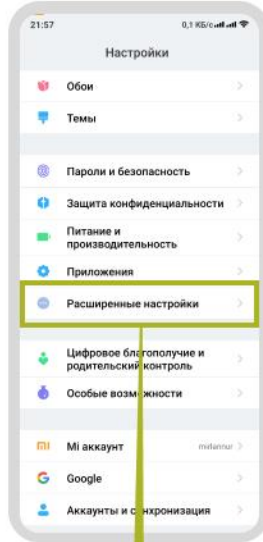 21:57
0,1 КБ/с
Настройки
Обои
Темы
Пароли и безопасность
Защита конфиденциальности
Питание и
производительность
Приложения
Расширенные настройки
Цифровое благополучие и
родительский контроль
Особые возможности
Mi аккаунт
Google
Аккаунты и синхронизация